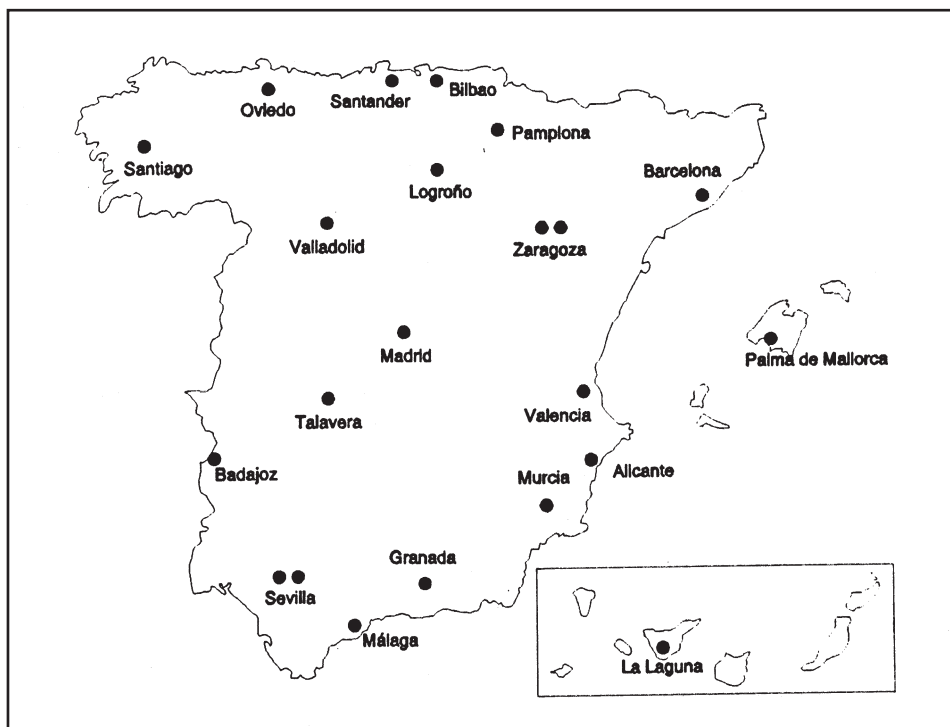 Oviedo
Santander
Bilbao
Pamplona
Santiago
Logroño
Barcelona
Valladolid
Zaragoza
Madrid
Palma de Mallorca
Talavera
Valencia
Badajoz
Murcia
Alicante
Granada
Sevilla
Málaga
La Laguna